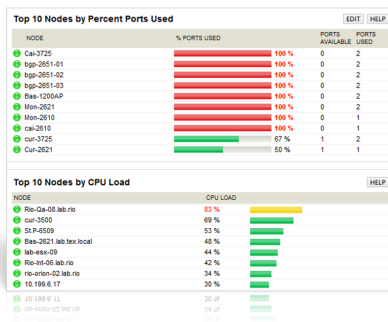 Top 10 Nodes by Percent Ports Used EDIT HELP
NODE % PORTS USED PORTS AVAILABLE PORTS USED
Cai-3725 100 % 0 2
bgp-2651-01 100 % 0 2
bgp-2651-02 100 % 0 2
bgp-2651-03 100 % 0 2
Bas-1200AP 100 % 0 2
Mon-2621 100 % 0 2
Mon-2610 100 % 0 1
cai-2610 100 % 0 1
cur-3725 67 % 1 2
Cur-2621 50 % 1 1
Top 10 Nodes by CPU Load HELP
NODE CPU LOAD
Rio-Qa-08.lab.rio 83 %
cur-3500 69 %
St.P-6509 53 %
Bas-2621.lab.tex.local 48 %
lab-esx-09 44 %
Rio-Int-06.lab.rio 42 %
rio-orion-02.lab.rio 34 %
10.199.6.17 30 %